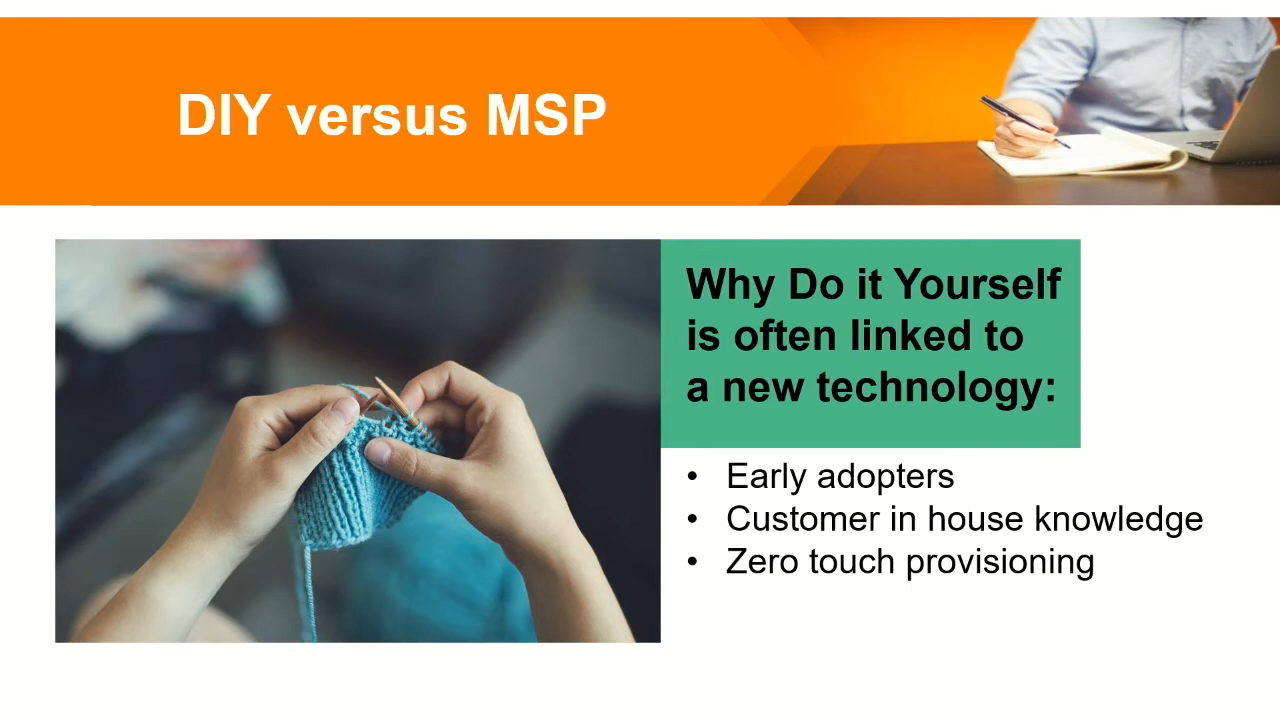 DIY versus MSP
Why Do it Yourself
is often linked to
a new technology:
• Early adopters
• Customer in house knowledge
• Zero touch provisioning